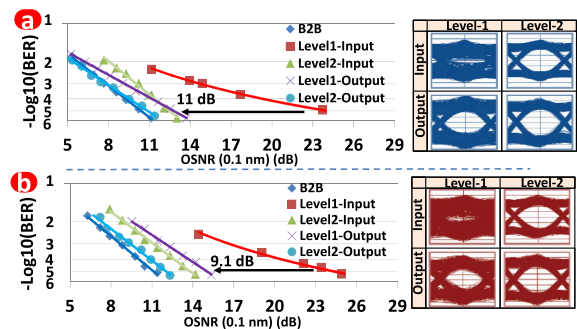 a
-Log10(BER)
1
2
3
4
5
6
B2B
Level1-Input
Level2-Input
Level1-Output
Level2-Output
11 dB
5 8 11 14 17 20 23 26 29
OSNR (0.1 nm) (dB)
Level-1 Level-2
Input
Output
b
-Log10(BER)
1
2
3
4
5
6
B2B
Level1-Input
Level2-Input
Level1-Output
Level2-Output
9.1 dB
5 8 11 14 17 20 23 26 29
OSNR (0.1 nm) (dB)
Level-1 Level-2
Input
Output